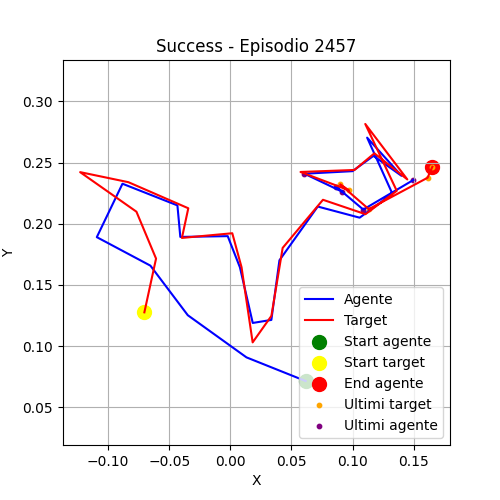 Success - Episodio 2457
Y
0.30
0.25
0.20
0.15
0.10
0.05
Agente
Target
Start agente
Start target
End agente
Ultimi target
Ultimi agente
−0.10 −0.05 0.00 0.05 0.10 0.15
X